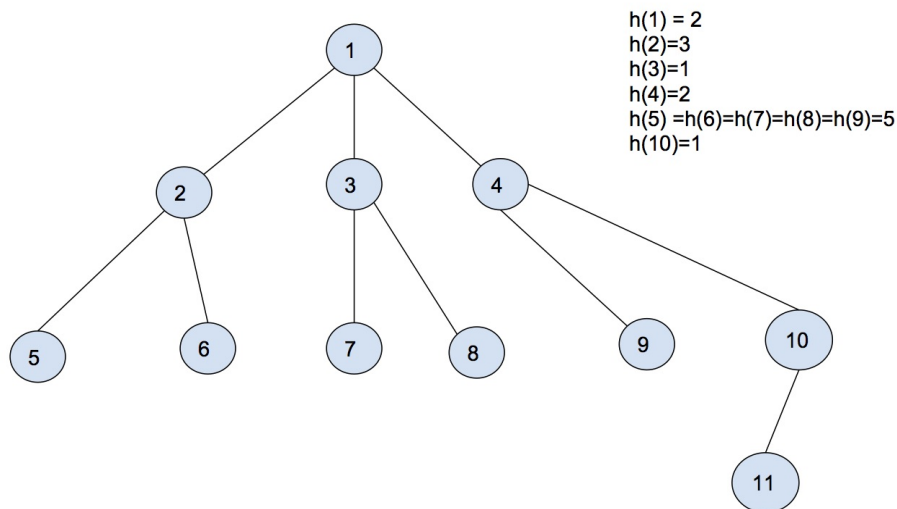 h(1) = 2
h(2)=3
h(3)=1
h(4)=2
h(5) =h(6)=h(7)=h(8)=h(9)=5
h(10)=1
1
2
3
4
5
6
7
8
9
10
11